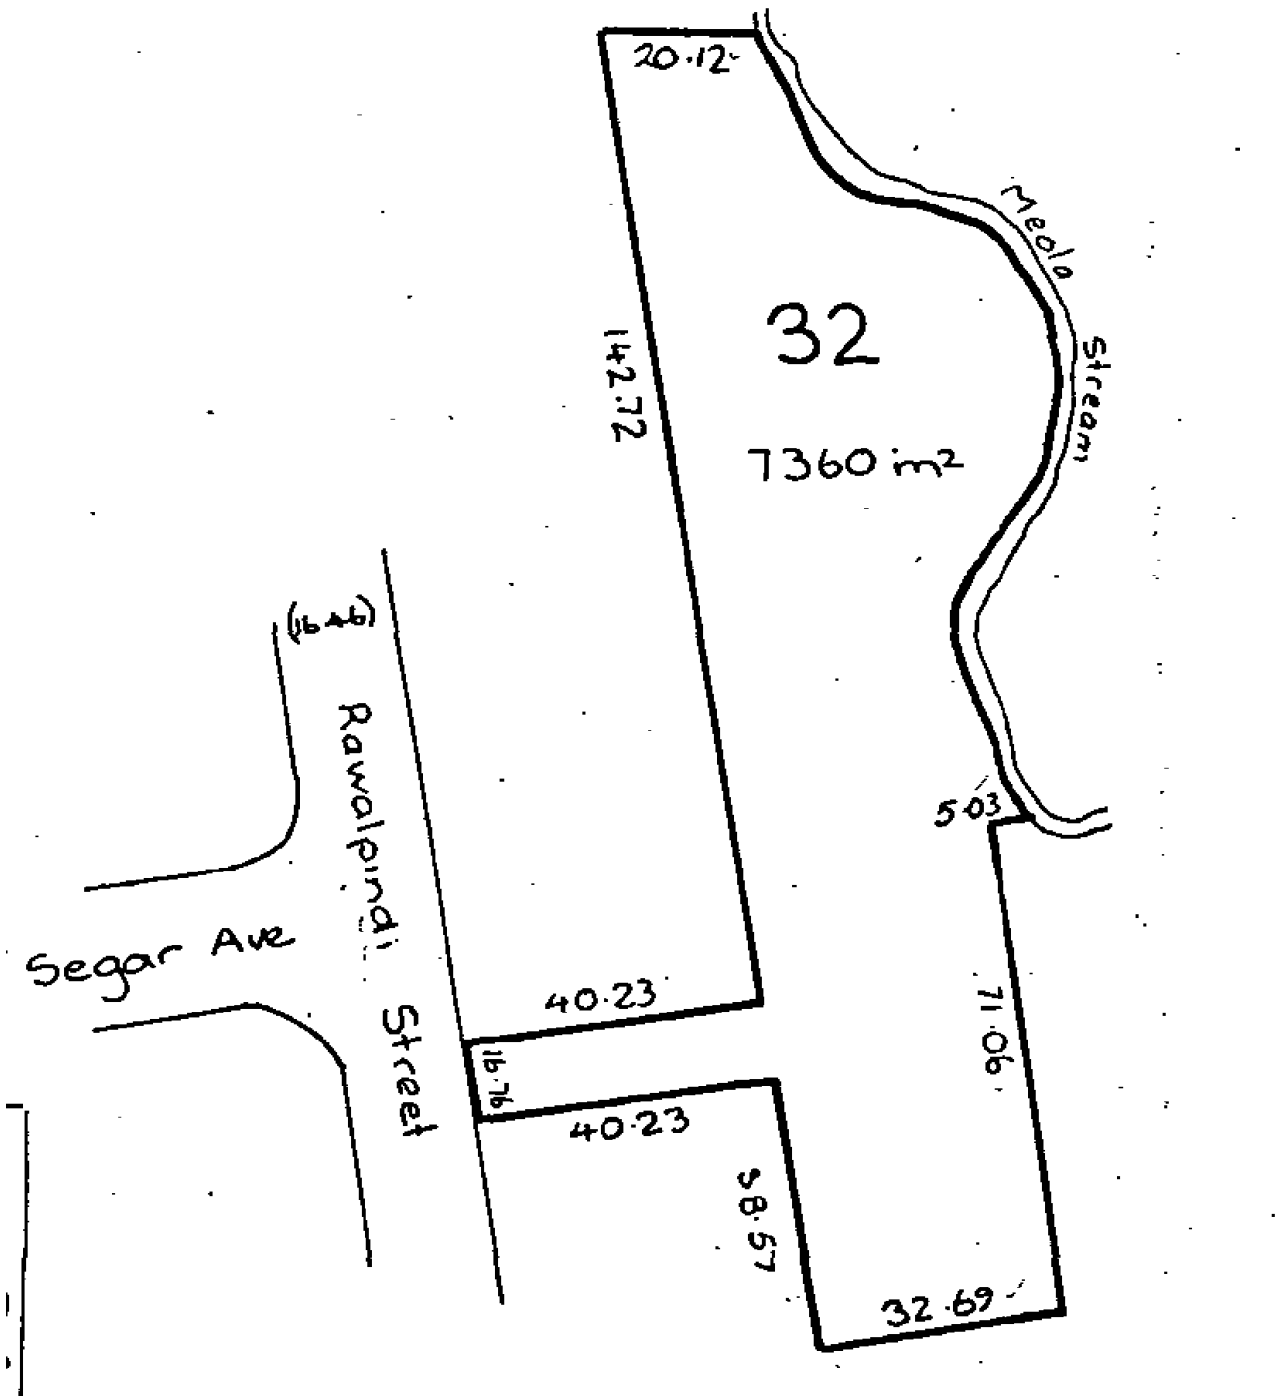 20.12
Meola
Stream
32
142.72
7360 m²
(16.46)
Rawalpindi
Street
5.03
Segar Ave
40.23
71.06
16.76
40.23
58.57
32.69